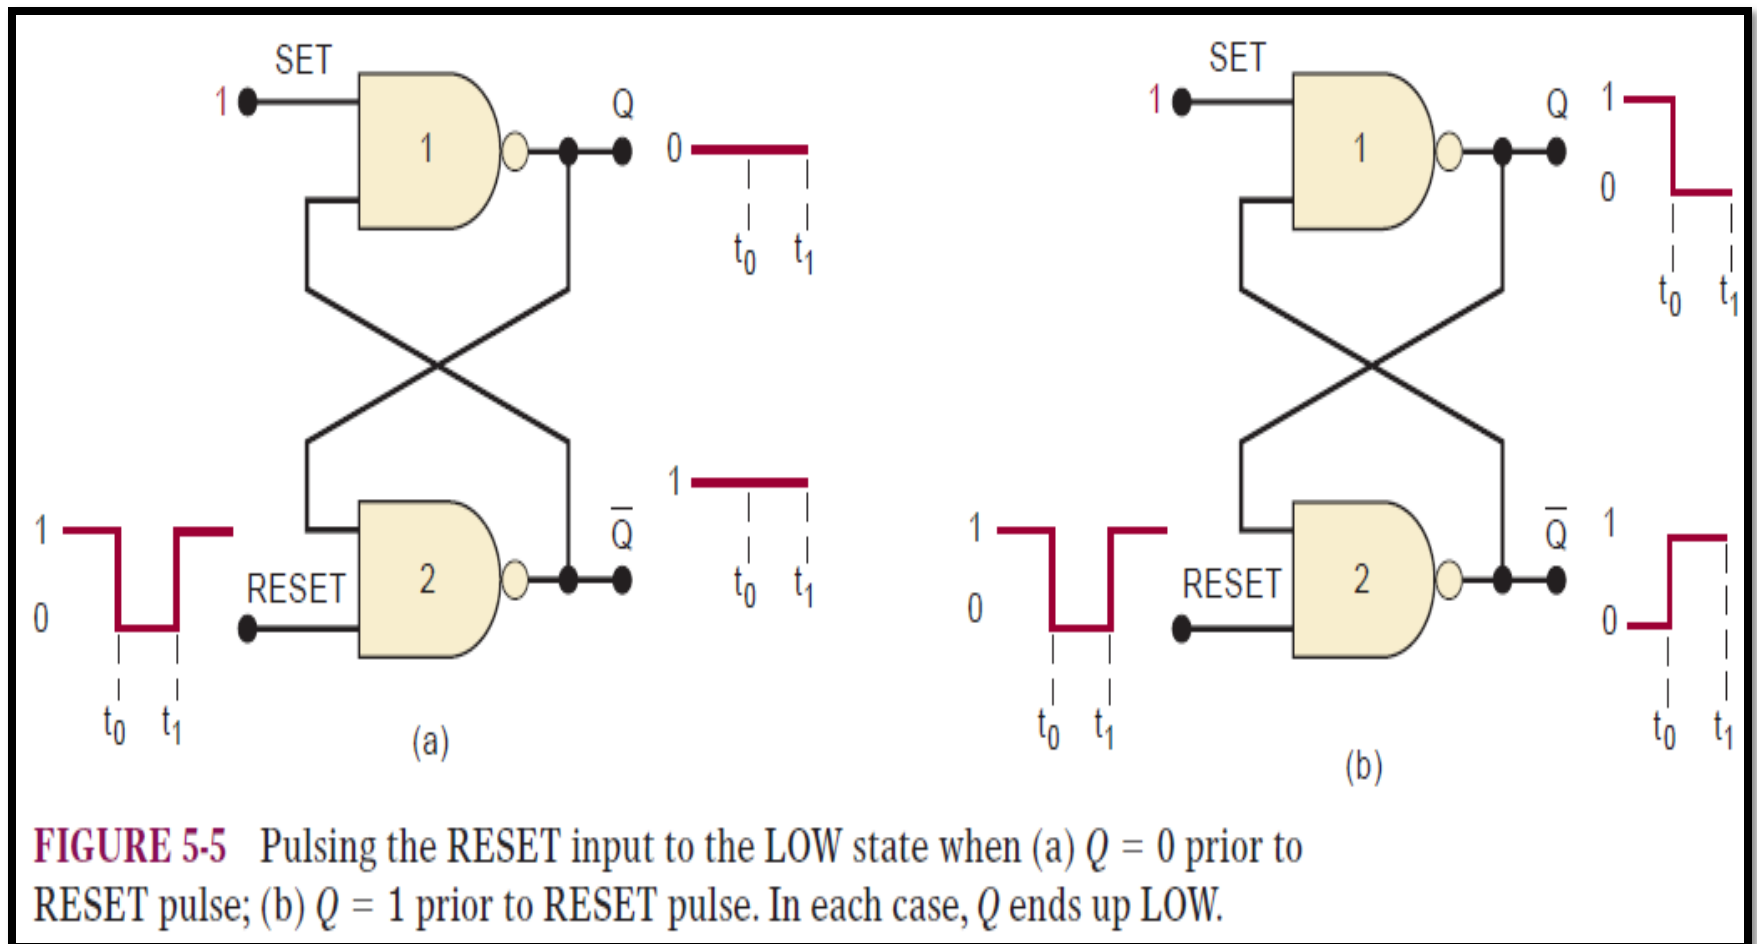 SET
1
1
Q
0
t0 t1
1
0
RESET
2
Q̅
1
t0 t1
t0 t1
(a)
SET
1
1
Q
1
0
t0 t1
1
0
RESET
2
Q̅
1
0
t0 t1
t0 t1
(b)
FIGURE 5-5 Pulsing the RESET input to the LOW state when (a) Q = 0 prior to
RESET pulse; (b) Q = 1 prior to RESET pulse. In each case, Q ends up LOW.